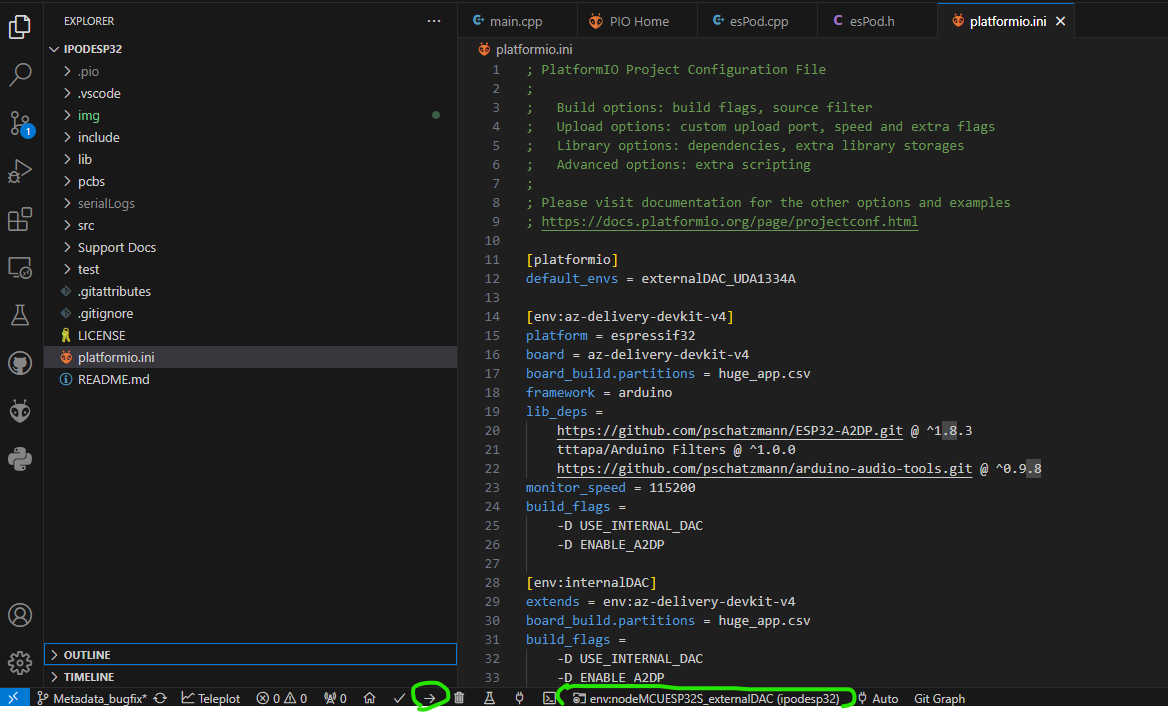 EXPLORER
IPODESP32
.pio
.vscode
img
include
lib
pcbs
serialLogs
src
Support Docs
test
.gitattributes
.gitignore
LICENSE
platformio.ini
README.md
OUTLINE
TIMELINE
1
main.cpp
PIO Home
esPod.cpp
C esPod.h
platformio.ini
platformio.ini
1 ; PlatformIO Project Configuration File
2 ;
3 ;   Build options: build flags, source filter
4 ;   Upload options: custom upload port, speed and extra flags
5 ;   Library options: dependencies, extra library storages
6 ;   Advanced options: extra scripting
7 ;
8 ; Please visit documentation for the other options and examples
9 ; https://docs.platformio.org/page/projectconf.html
10
11 [platformio]
12 default_envs = externalDAC_UDA1334A
13
14 [env:az-delivery-devkit-v4]
15 platform = espressif32
16 board = az-delivery-devkit-v4
17 board_build.partitions = huge_app.csv
18 framework = arduino
19 lib_deps =
20     https://github.com/pschatzmann/ESP32-A2DP.git @ ^1.8.3
21     tttapa/Arduino Filters @ ^1.0.0
22     https://github.com/pschatzmann/arduino-audio-tools.git @ ^0.9.8
23 monitor_speed = 115200
24 build_flags =
25     -D USE_INTERNAL_DAC
26     -D ENABLE_A2DP
27
28 [env:internalDAC]
29 extends = env:az-delivery-devkit-v4
30 board_build.partitions = huge_app.csv
31 build_flags =
32     -D USE_INTERNAL_DAC
33     -D ENABLE_A2DP
Metadata_bugfix* Teleplot 0 0 0 env:nodeMCUESP32S_externalDAC (ipodesp32) Auto Git Graph